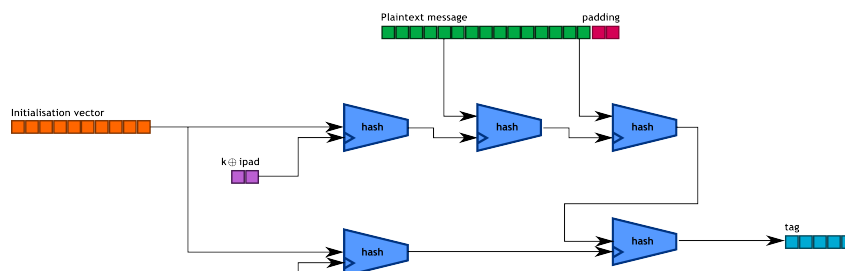 Plaintext message
padding
Initialisation vector
hash
hash
hash
k⊕ipad
tag
hash
hash